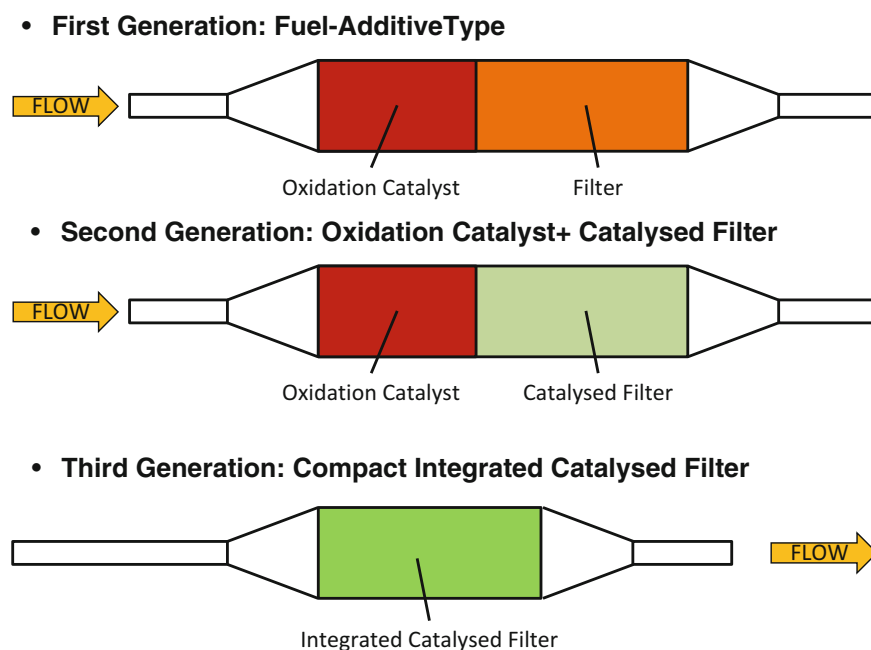 • First Generation: Fuel-AdditiveType
FLOW
Oxidation Catalyst Filter
• Second Generation: Oxidation Catalyst+ Catalysed Filter
FLOW
Oxidation Catalyst Catalysed Filter
• Third Generation: Compact Integrated Catalysed Filter
FLOW
Integrated Catalysed Filter